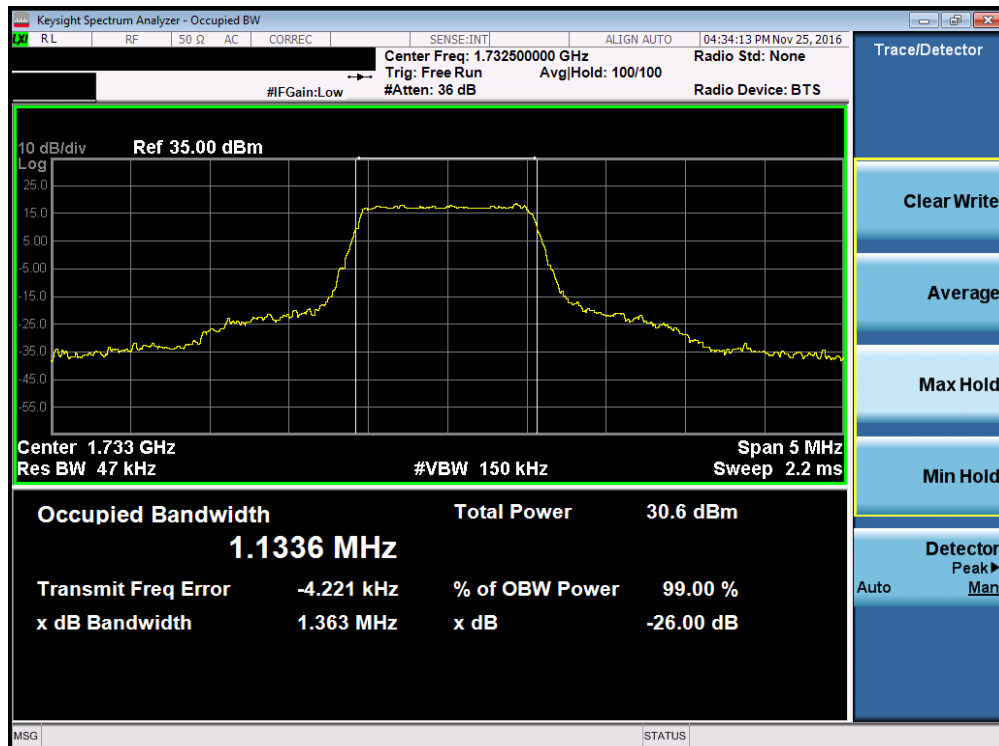 Keysight Spectrum Analyzer - Occupied BW
LXI RL RF 50 Ω AC CORREC SENSE:INT ALIGN AUTO 04:34:13 PM Nov 25, 2016
Center Freq: 1.732500000 GHz Radio Std: None
Trig: Free Run Avg|Hold: 100/100
#IFGain:Low #Atten: 36 dB Radio Device: BTS
10 dB/div Ref 35.00 dBm
Log
25.0
15.0
5.00
-5.00
-15.0
-25.0
-35.0
-45.0
-55.0
Center 1.733 GHz Span 5 MHz
Res BW 47 kHz #VBW 150 kHz Sweep 2.2 ms
Occupied Bandwidth Total Power 30.6 dBm
1.1336 MHz
Transmit Freq Error -4.221 kHz % of OBW Power 99.00 %
x dB Bandwidth 1.363 MHz x dB -26.00 dB
Trace/Detector
Clear Write
Average
Max Hold
Min Hold
Detector
Peak
Auto Man
MSG STATUS